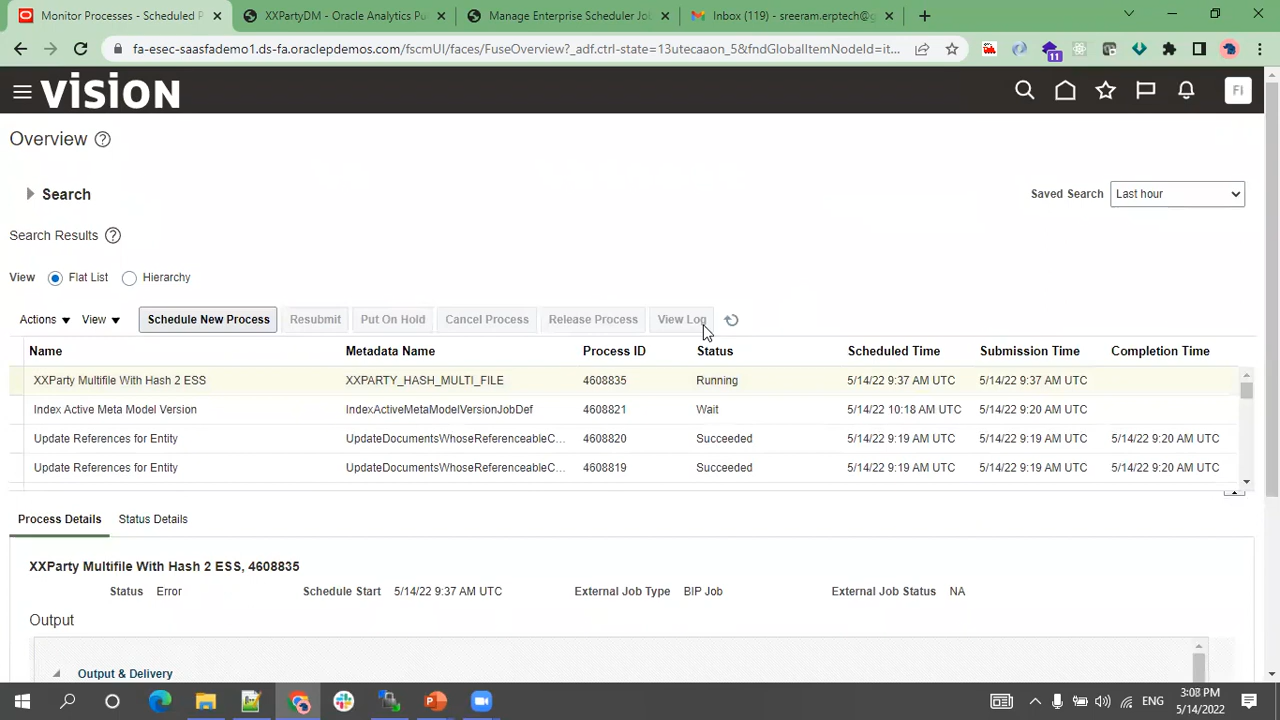 Monitor Processes - Scheduled P
XXPartyDM - Oracle Analytics Pu
Manage Enterprise Scheduler Jo
Inbox (119) - sreeram.erptech@g
fa-esec-saasfademo1.ds-fa.oraclepdemos.com/fscmUI/faces/FuseOverview?_adf.ctrl-state=13utecaaon_5&fndGlobalItemNodeId=it...
11
VISION
FI
Overview
Search
Saved Search Last hour
Search Results
View Flat List Hierarchy
Actions View Schedule New Process Resubmit Put On Hold Cancel Process Release Process View Log
Name Metadata Name Process ID Status Scheduled Time Submission Time Completion Time
XXParty Multifile With Hash 2 ESS XXPARTY_HASH_MULTI_FILE 4608835 Running 5/14/22 9:37 AM UTC 5/14/22 9:37 AM UTC
Index Active Meta Model Version IndexActiveMetaModelVersionJobDef 4608821 Wait 5/14/22 10:18 AM UTC 5/14/22 9:20 AM UTC
Update References for Entity UpdateDocumentsWhoseReferenceableC... 4608820 Succeeded 5/14/22 9:19 AM UTC 5/14/22 9:19 AM UTC 5/14/22 9:20 AM UTC
Update References for Entity UpdateDocumentsWhoseReferenceableC... 4608819 Succeeded 5/14/22 9:19 AM UTC 5/14/22 9:19 AM UTC 5/14/22 9:20 AM UTC
Process Details Status Details
XXParty Multifile With Hash 2 ESS, 4608835
Status Error Schedule Start 5/14/22 9:37 AM UTC External Job Type BIP Job External Job Status NA
Output
Output & Delivery
ENG
3:08 PM
5/14/2022